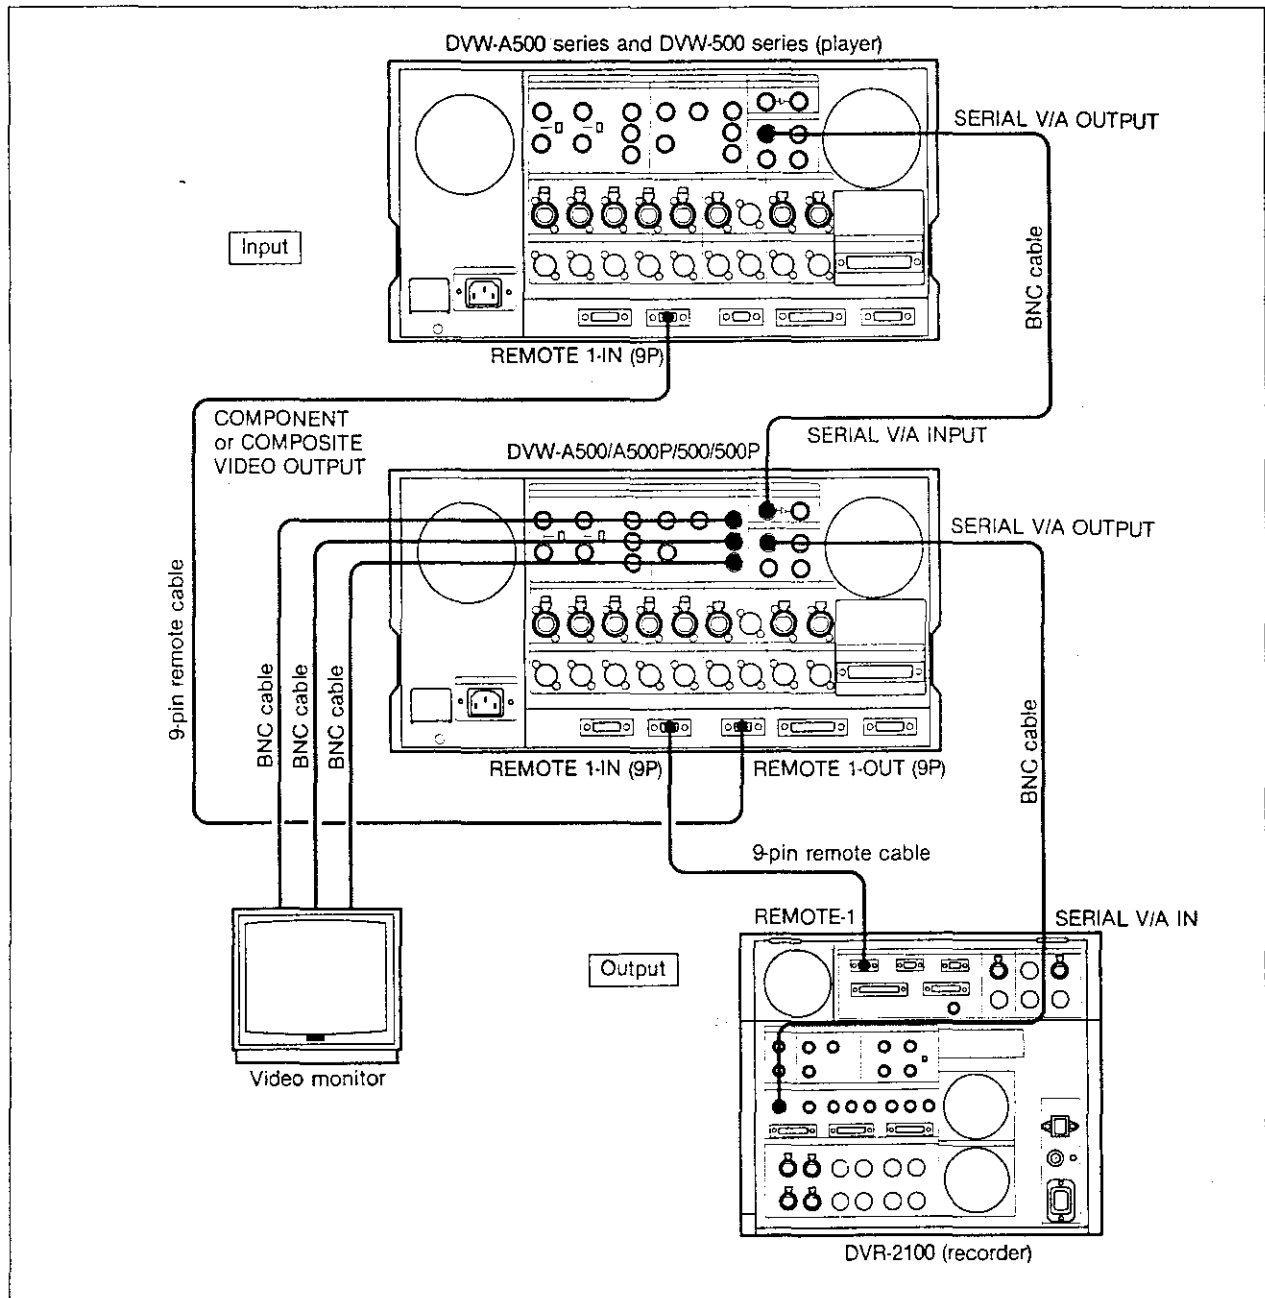 DVW-A500 series and DVW-500 series (player)
SERIAL V/A OUTPUT
Input
BNC cable
REMOTE 1-IN (9P)
COMPONENT
or COMPOSITE
VIDEO OUTPUT
SERIAL V/A INPUT
DVW-A500/A500P/500/500P
SERIAL V/A OUTPUT
9-pin remote cable
BNC cable
BNC cable
BNC cable
BNC cable
REMOTE 1-IN (9P)
REMOTE 1-OUT (9P)
9-pin remote cable
REMOTE-1
SERIAL V/A IN
Output
Video monitor
DVR-2100 (recorder)